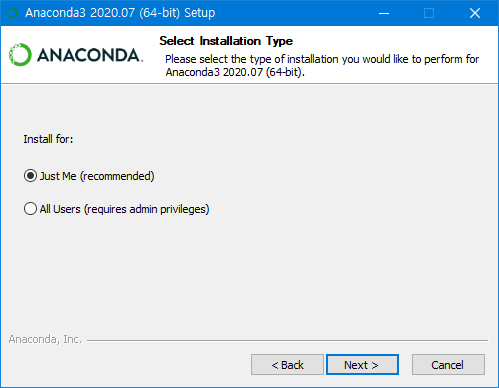 Anaconda3 2020.07 (64-bit) Setup
ANACONDA.
Select Installation Type
Please select the type of installation you would like to perform for
Anaconda3 2020.07 (64-bit).
Install for:
Just Me (recommended)
All Users (requires admin privileges)
Anaconda, Inc.
< Back
Next >
Cancel